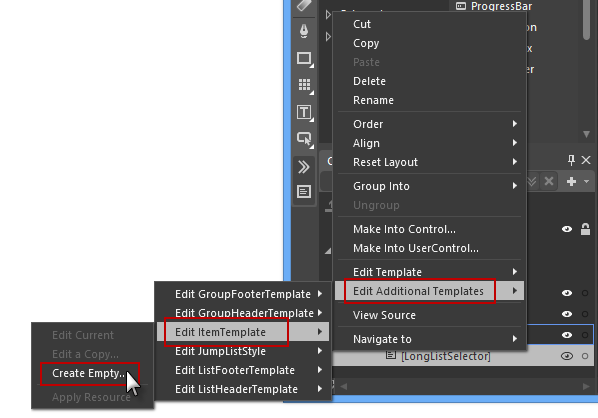 ProgressBar
Cut
Copy
Paste
Delete
Rename
Order
Align
Reset Layout
Group Into
Ungroup
Make Into Control...
Make Into UserControl...
Edit Template
Edit Additional Templates
View Source
Navigate to
Edit GroupFooterTemplate
Edit GroupHeaderTemplate
Edit ItemTemplate
Edit JumpListStyle
Edit ListFooterTemplate
Edit ListHeaderTemplate
Edit Current
Edit a Copy...
Create Empty...
Apply Resource
[LongListSelector]